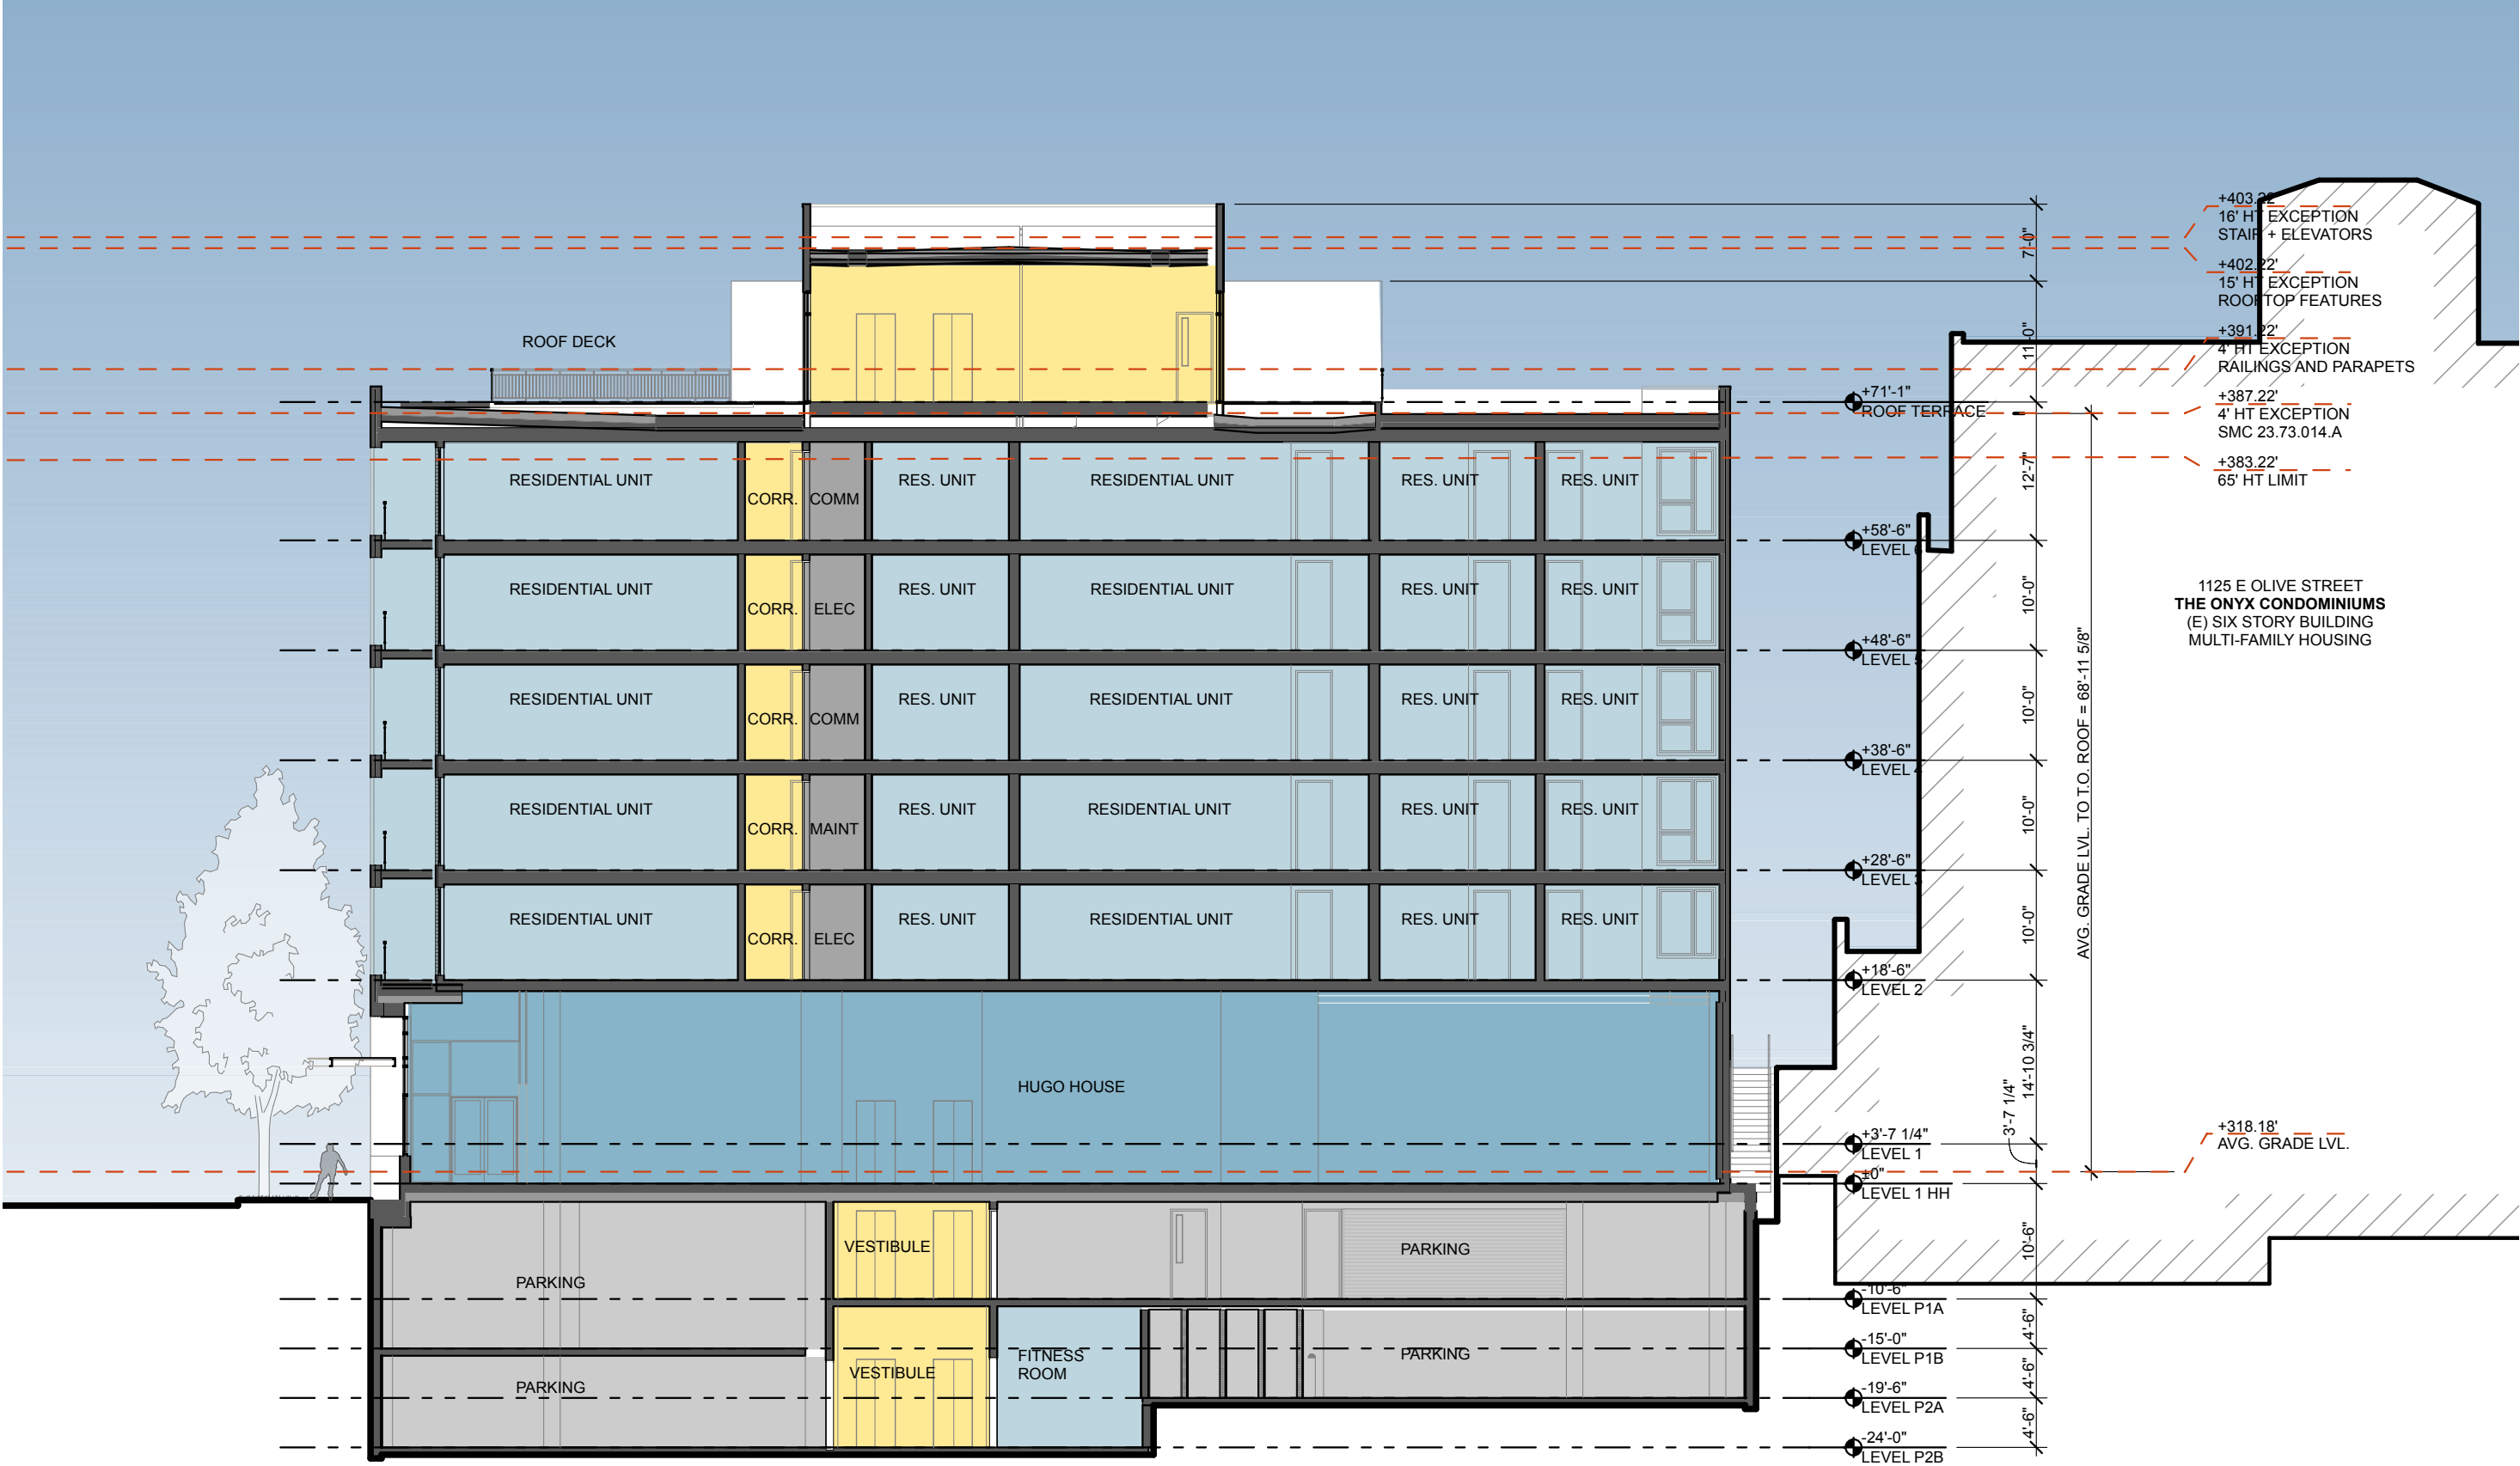 +403.22'
16' HT EXCEPTION
STAIR + ELEVATORS
7'-0"
+402.22'
15' HT EXCEPTION
ROOFTOP FEATURES
ROOF DECK
11'-0"
+391.22'
4' HT EXCEPTION
RAILINGS AND PARAPETS
+71'-1"
ROOF TERRACE
+387.22'
4' HT EXCEPTION
SMC 23.73.014.A
+383.22'
65' HT LIMIT
12'-7"
RESIDENTIAL UNIT
CORR.
COMM
RES. UNIT
RESIDENTIAL UNIT
RES. UNIT
RES. UNIT
+58'-6"
LEVEL 6
10'-0"
RESIDENTIAL UNIT
CORR.
ELEC
RES. UNIT
RESIDENTIAL UNIT
RES. UNIT
RES. UNIT
1125 E OLIVE STREET
THE ONYX CONDOMINIUMS
(E) SIX STORY BUILDING
MULTI-FAMILY HOUSING
+48'-6"
LEVEL 5
10'-0"
RESIDENTIAL UNIT
CORR.
COMM
RES. UNIT
RESIDENTIAL UNIT
RES. UNIT
RES. UNIT
+38'-6"
LEVEL 4
AVG. GRADE LVL. TO T.O. ROOF = 68'-11 5/8"
10'-0"
RESIDENTIAL UNIT
CORR.
MAINT
RES. UNIT
RESIDENTIAL UNIT
RES. UNIT
RES. UNIT
+28'-6"
LEVEL 3
10'-0"
RESIDENTIAL UNIT
CORR.
ELEC
RES. UNIT
RESIDENTIAL UNIT
RES. UNIT
RES. UNIT
+18'-6"
LEVEL 2
14'-10 3/4"
HUGO HOUSE
3'-7 1/4"
+3'-7 1/4"
LEVEL 1
+318.18'
AVG. GRADE LVL.
±0"
LEVEL 1 HH
10'-6"
VESTIBULE
PARKING
PARKING
-10'-6"
LEVEL P1A
4'-6"
-15'-0"
LEVEL P1B
FITNESS
ROOM
PARKING
VESTIBULE
PARKING
4'-6"
-19'-6"
LEVEL P2A
4'-6"
-24'-0"
LEVEL P2B